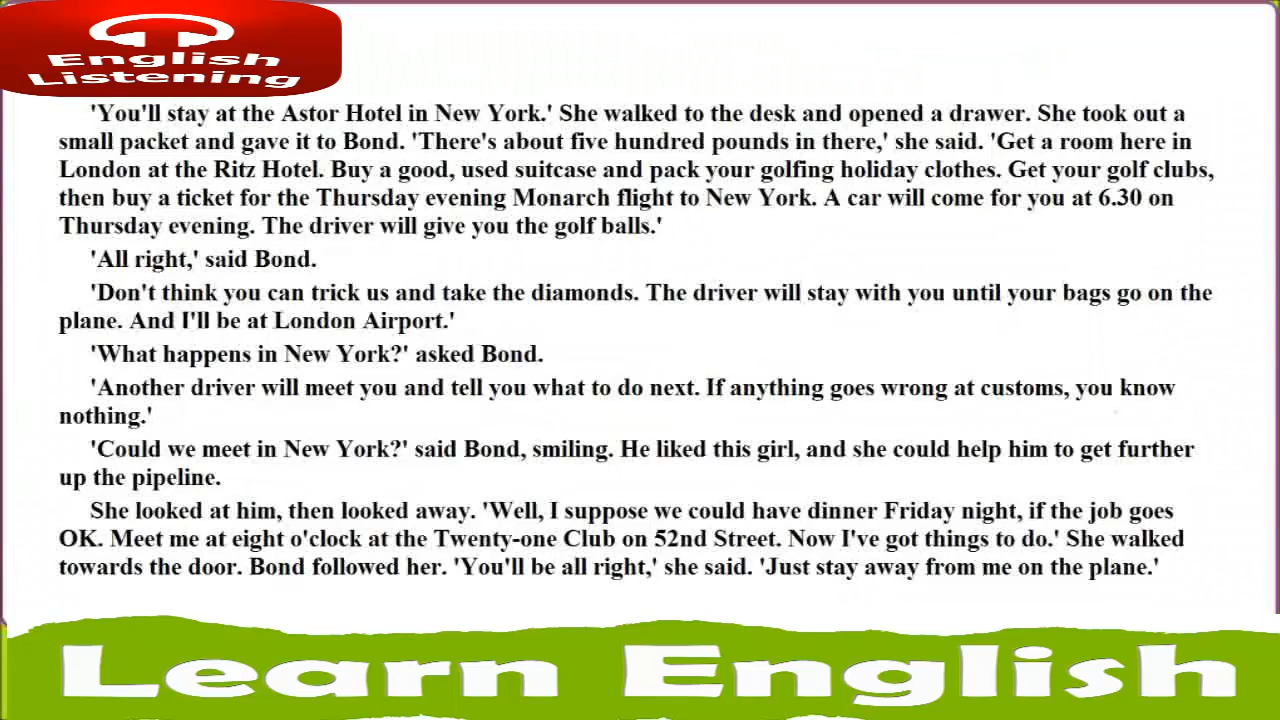 English
Listening
'You'll stay at the Astor Hotel in New York.' She walked to the desk and opened a drawer. She took out a
small packet and gave it to Bond. 'There's about five hundred pounds in there,' she said. 'Get a room here in
London at the Ritz Hotel. Buy a good, used suitcase and pack your golfing holiday clothes. Get your golf clubs,
then buy a ticket for the Thursday evening Monarch flight to New York. A car will come for you at 6.30 on
Thursday evening. The driver will give you the golf balls.'
'All right,' said Bond.
'Don't think you can trick us and take the diamonds. The driver will stay with you until your bags go on the
plane. And I'll be at London Airport.'
'What happens in New York?' asked Bond.
'Another driver will meet you and tell you what to do next. If anything goes wrong at customs, you know
nothing.'
'Could we meet in New York?' said Bond, smiling. He liked this girl, and she could help him to get further
up the pipeline.
She looked at him, then looked away. 'Well, I suppose we could have dinner Friday night, if the job goes
OK. Meet me at eight o'clock at the Twenty-one Club on 52nd Street. Now I've got things to do.' She walked
towards the door. Bond followed her. 'You'll be all right,' she said. 'Just stay away from me on the plane.'
Learn English